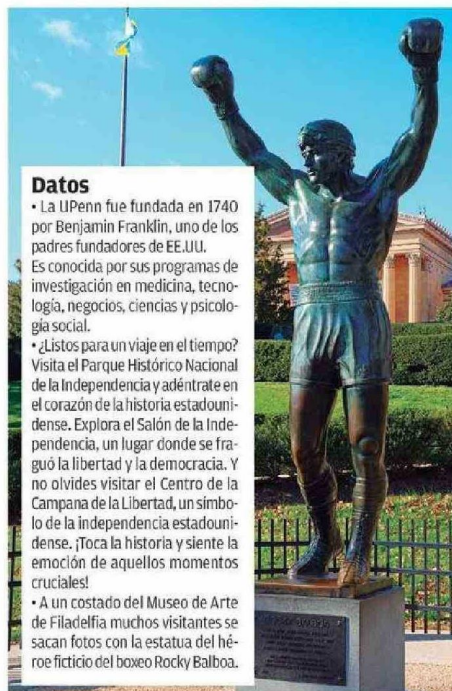 Datos
• La UPenn fue fundada en 1740
por Benjamin Franklin, uno de los
padres fundadores de EE.UU.
Es conocida por sus programas de
investigación en medicina, tecno-
logía, negocios, ciencias y psicolo-
gía social.
• ¿Listos para un viaje en el tiempo?
Visita el Parque Histórico Nacional
de la Independencia y adéntrate en
el corazón de la historia estadouni-
dense. Explora el Salón de la Inde-
pendencia, un lugar donde se fra-
guó la libertad y la democracia. Y
no olvides visitar el Centro de la
Campana de la Libertad, un símbo-
lo de la independencia estadouni-
dense. ¡Toca la historia y siente la
emoción de aquellos momentos
cruciales!
• A un costado del Museo de Arte
de Filadelfia muchos visitantes se
sacan fotos con la estatua del hé-
roe ficticio del boxeo Rocky Balboa.